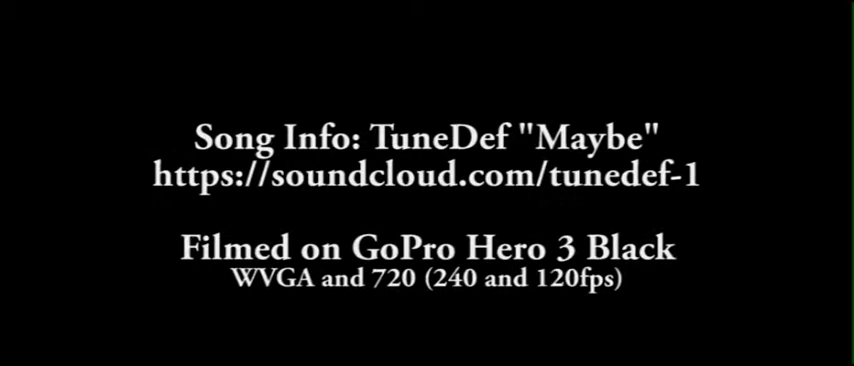 Song Info: TuneDef "Maybe"
https://soundcloud.com/tunedef-1
Filmed on GoPro Hero 3 Black
WVGA and 720 (240 and 120fps)